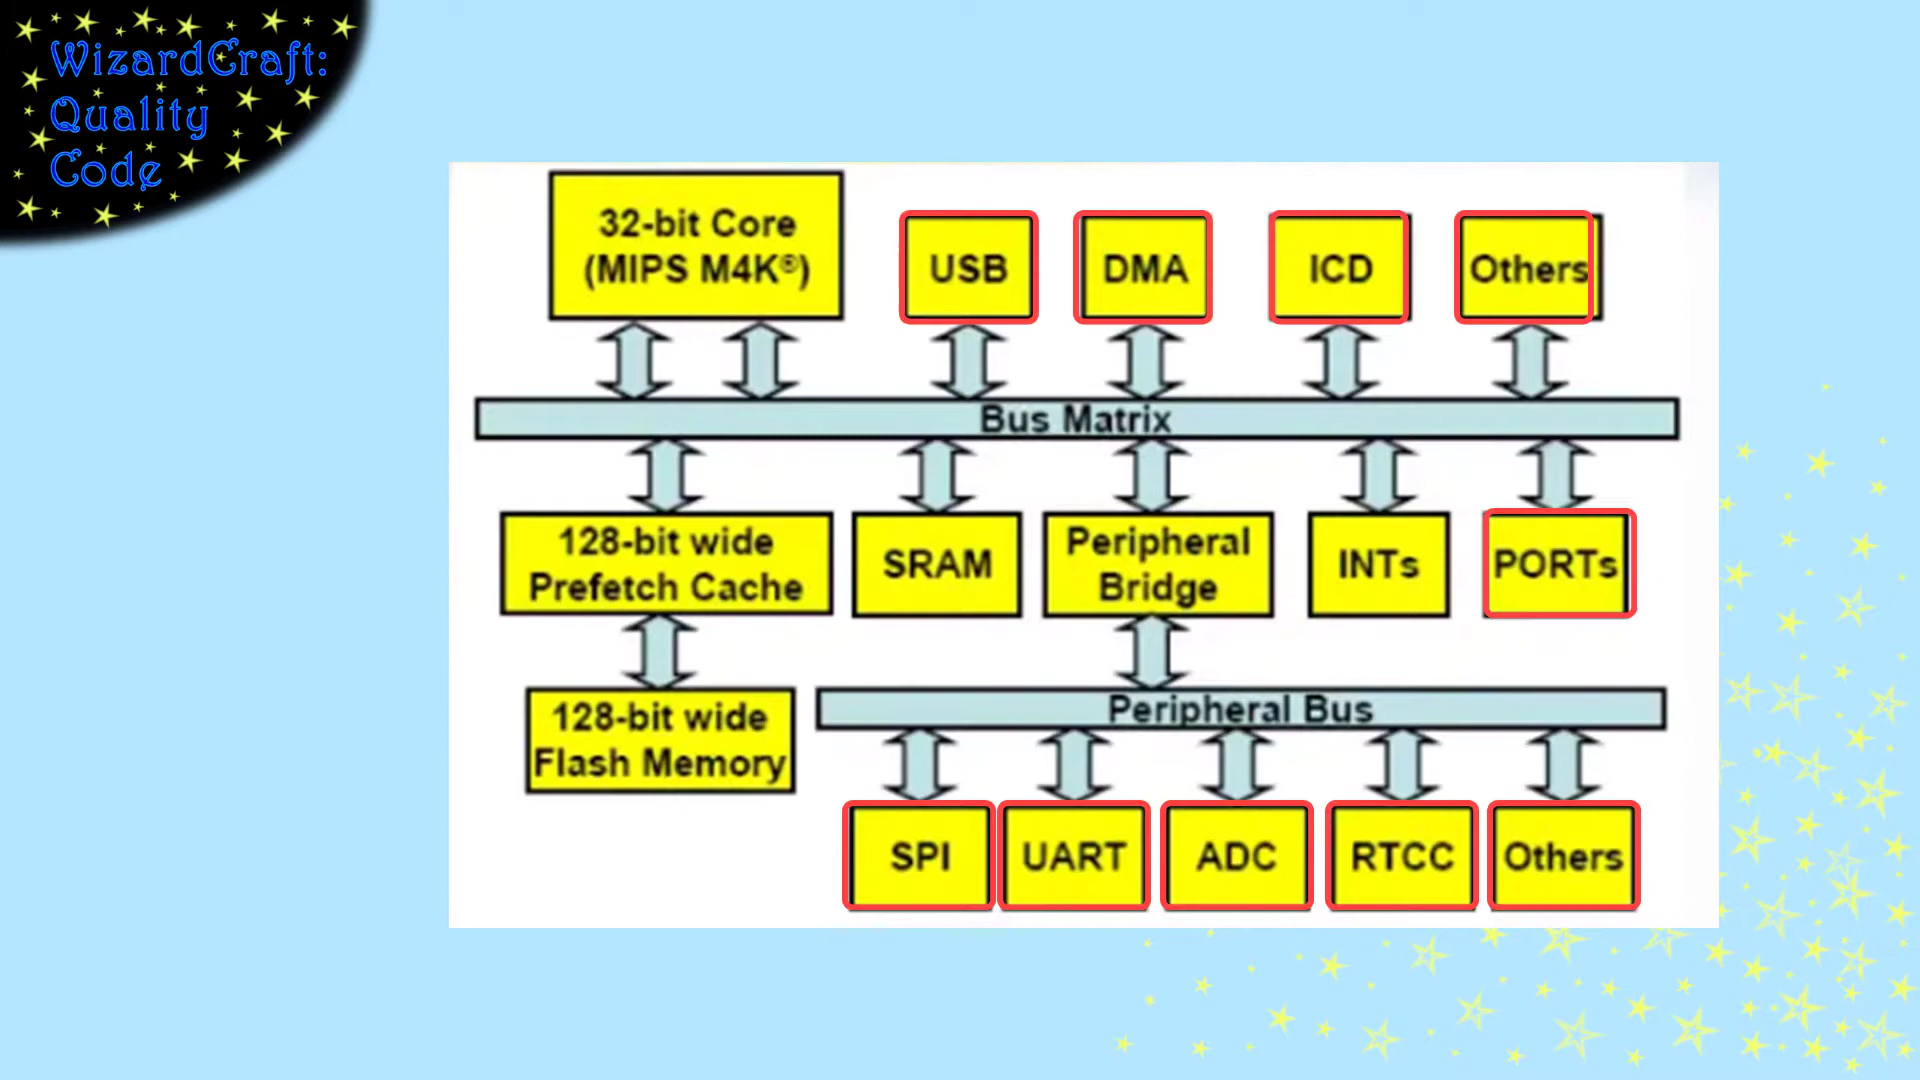 WizardCraft:
Quality
Code
32-bit Core
(MIPS M4K®)
USB
DMA
ICD
Others
Bus Matrix
128-bit wide
Prefetch Cache
SRAM
Peripheral
Bridge
INTs
PORTs
128-bit wide
Flash Memory
Peripheral Bus
SPI
UART
ADC
RTCC
Others